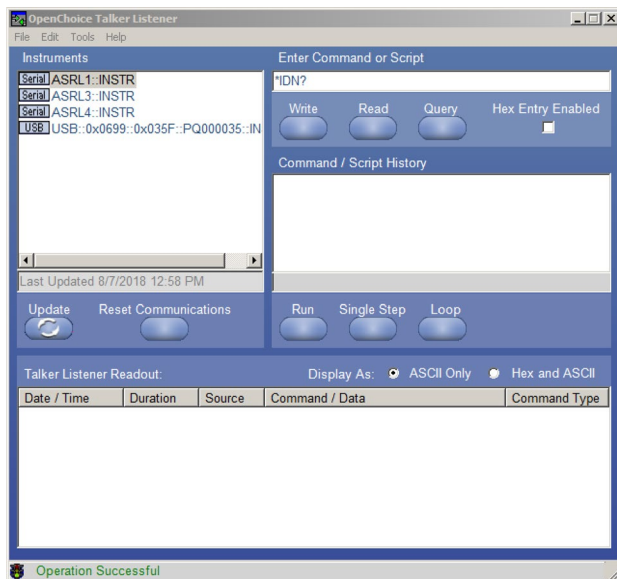 OpenChoice Talker Listener
File Edit Tools Help
Instruments
Serial ASRL1::INSTR
Serial ASRL3::INSTR
Serial ASRL4::INSTR
USB USB::0x0699::0x035F::PQ000035::IN
Last Updated 8/7/2018 12:58 PM
Update Reset Communications
Enter Command or Script
*IDN?
Write Read Query Hex Entry Enabled
Command / Script History
Run Single Step Loop
Talker Listener Readout: Display As: ASCII Only Hex and ASCII
Date / Time Duration Source Command / Data Command Type
Operation Successful